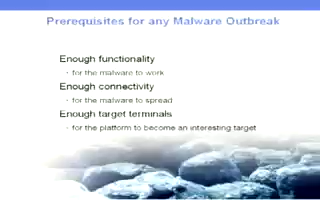 Prerequisites for any Malware Outbreak
Enough functionality
· for the malware to work
Enough connectivity
· for the malware to spread
Enough target terminals
· for the platform to become an interesting target